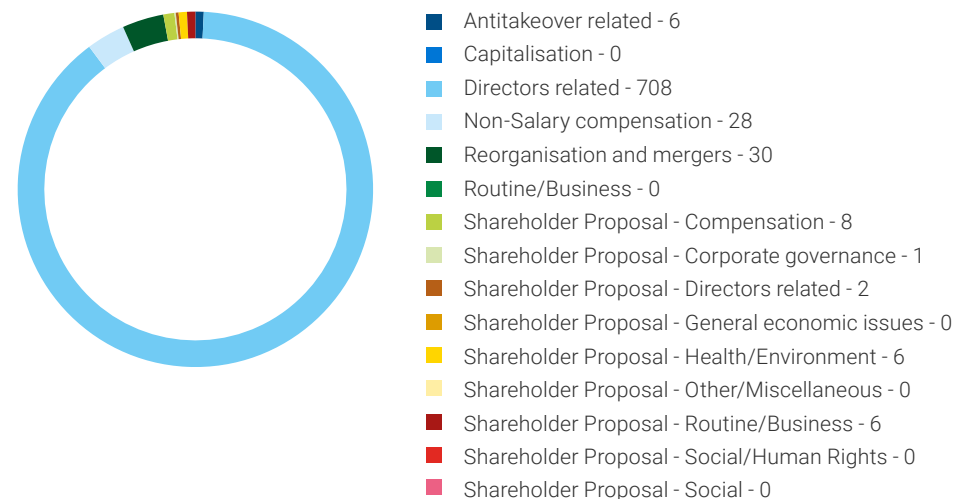 Antitakeover related - 6
Capitalisation - 0
Directors related - 708
Non-Salary compensation - 28
Reorganisation and mergers - 30
Routine/Business - 0
Shareholder Proposal - Compensation - 8
Shareholder Proposal - Corporate governance - 1
Shareholder Proposal - Directors related - 2
Shareholder Proposal - General economic issues - 0
Shareholder Proposal - Health/Environment - 6
Shareholder Proposal - Other/Miscellaneous - 0
Shareholder Proposal - Routine/Business - 6
Shareholder Proposal - Social/Human Rights - 0
Shareholder Proposal - Social - 0